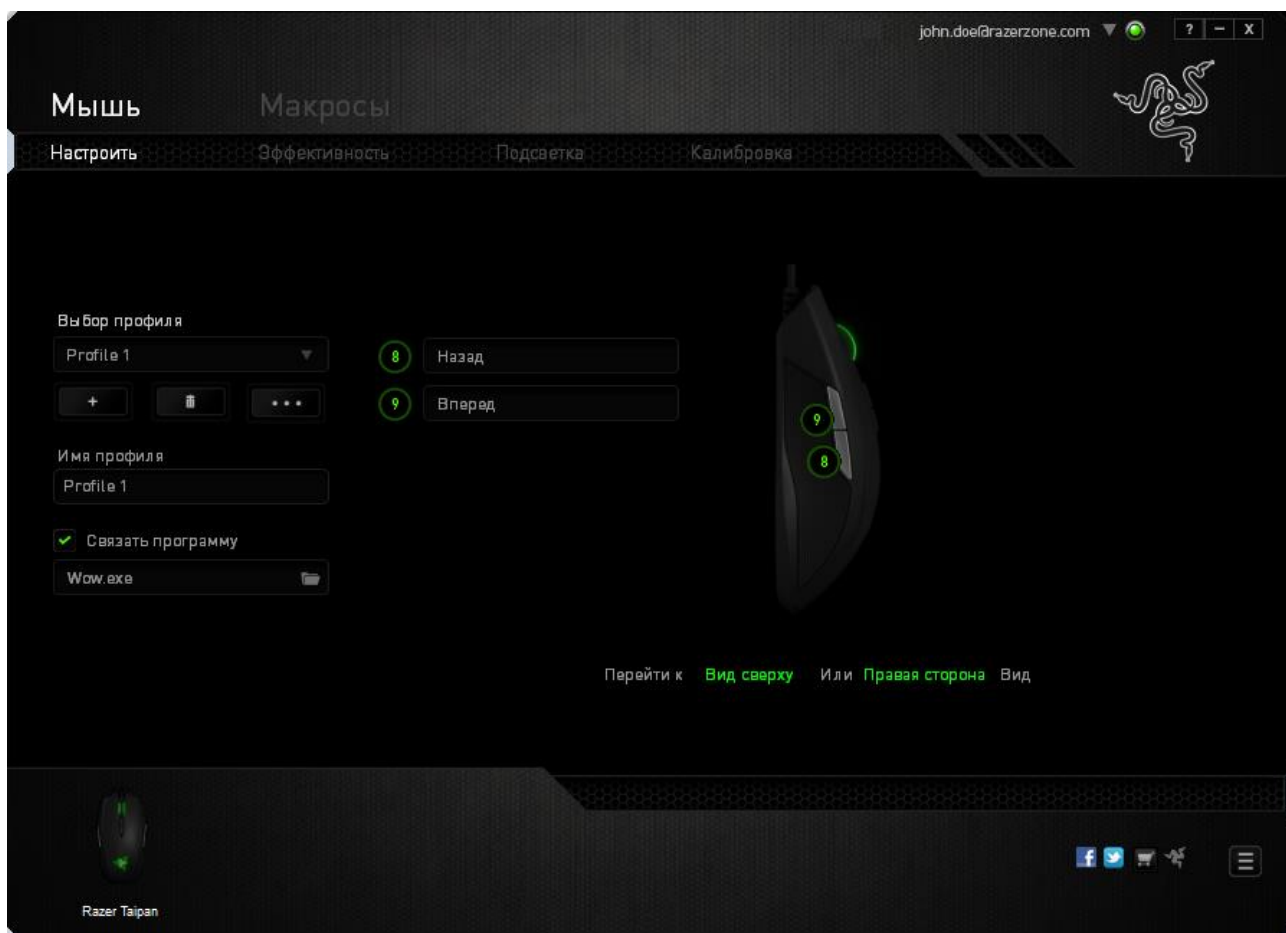 john.doe@razerzone.com ? – X
Мышь Макросы
Настроить Эффективность Подсветка Калибровка
Выбор профиля
Profile 1
8 Назад
+ •••
9 Вперед
9
8
Имя профиля
Profile 1
Связать программу
Wow.exe
Перейти к Вид сверху Или Правая сторона Вид
Razer Taipan